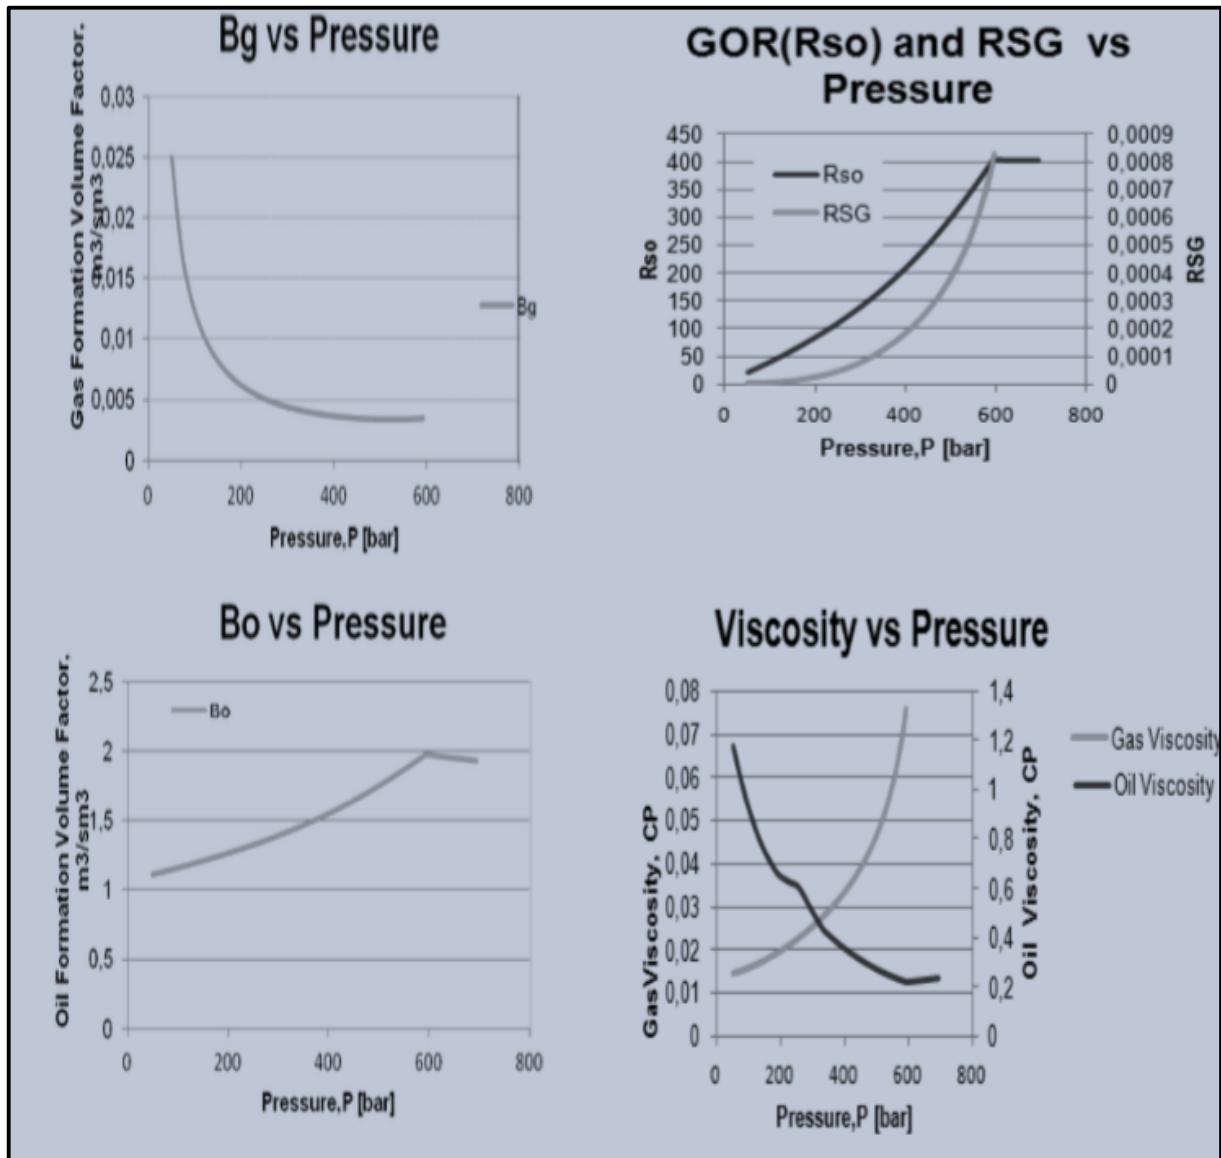 Bg vs Pressure
Gas Formation Volume Factor.
m3/sm3
0,03
0,025
0,02
0,015
0,01
0,005
0
0 200 400 600 800
Pressure,P [bar]
Bg
GOR(Rso) and RSG vs
Pressure
Rso
450
400
350
300
250
200
150
100
50
0
Rso
RSG
0,0009
0,0008
0,0007
0,0006
0,0005
0,0004
0,0003
0,0002
0,0001
0
RSG
0 200 400 600 800
Pressure,P [bar]
Bo vs Pressure
Oil Formation Volume Factor.
m3/sm3
2,5
2
1,5
1
0,5
0
Bo
0 200 400 600 800
Pressure,P [bar]
Viscosity vs Pressure
GasViscosity, CP
0,08
0,07
0,06
0,05
0,04
0,03
0,02
0,01
0
1,4
1,2
1
0,8
0,6
0,4
0,2
0
Oil Viscosity, CP
Gas Viscosity
Oil Viscosity
0 200 400 600 800
Pressure,P [bar]